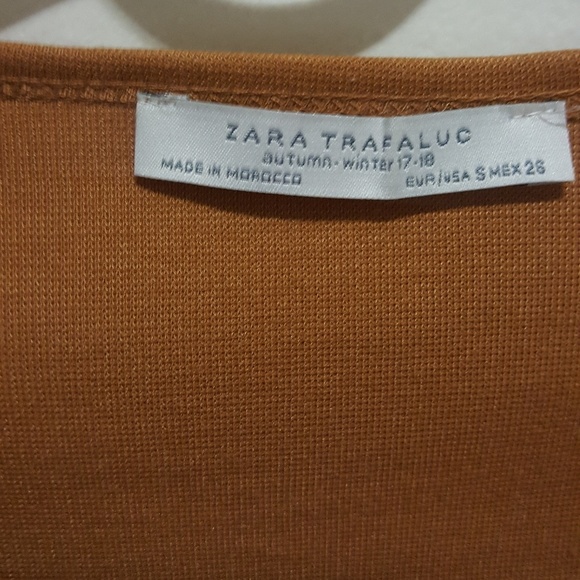 ZARA TRAFALUC
autumn-winter 17-18
MADE IN MOROCCO EUR/USA S MEX 26